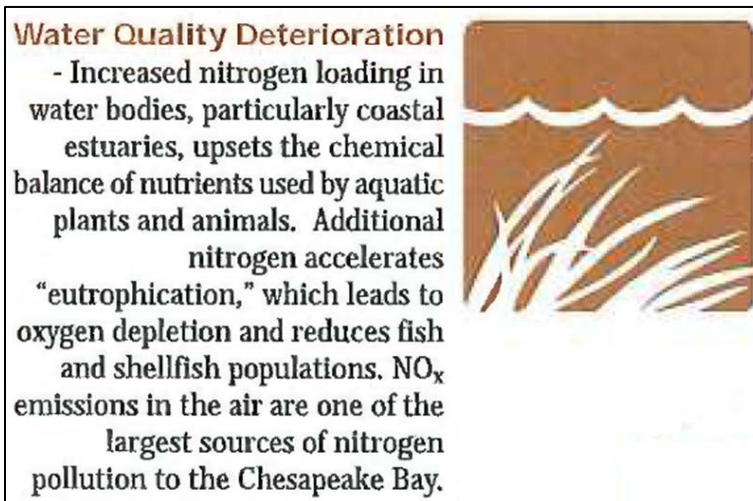 Water Quality Deterioration
- Increased nitrogen loading in
water bodies, particularly coastal
estuaries, upsets the chemical
balance of nutrients used by aquatic
plants and animals. Additional
nitrogen accelerates
“eutrophication,” which leads to
oxygen depletion and reduces fish
and shellfish populations. NOₓ
emissions in the air are one of the
largest sources of nitrogen
pollution to the Chesapeake Bay.